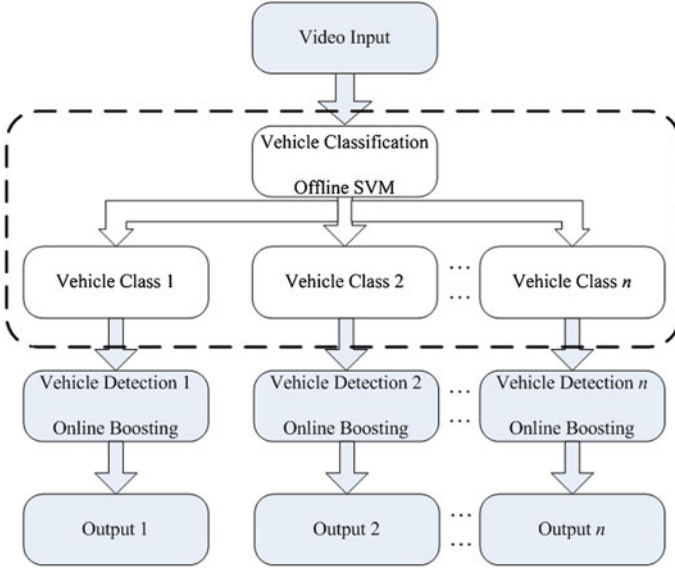 Video Input
Vehicle Classification
Offline SVM
Vehicle Class 1
Vehicle Class 2
...
...
Vehicle Class n
Vehicle Detection 1
Online Boosting
Vehicle Detection 2
Online Boosting
...
...
Vehicle Detection n
Online Boosting
Output 1
Output 2
...
...
Output n